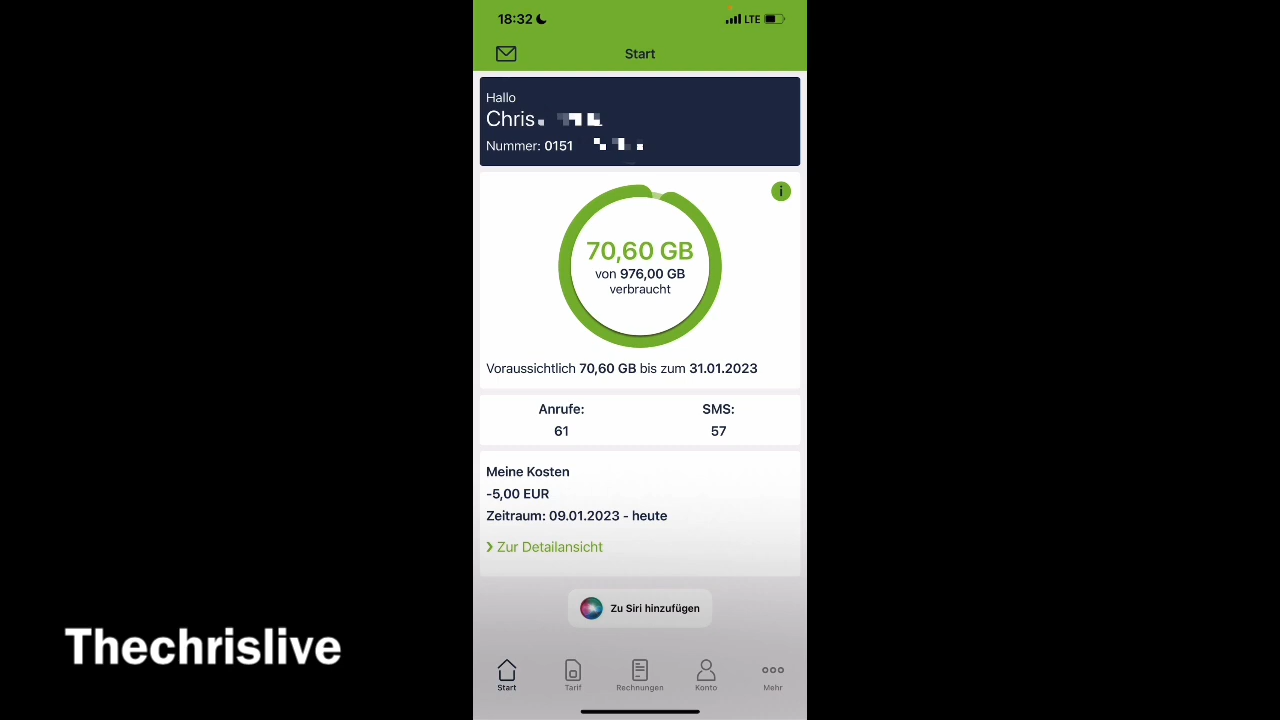 18:32
LTE
Start
Hallo
Chris
Nummer: 0151
i
70,60 GB
von 976,00 GB
verbraucht
Voraussichtlich 70,60 GB bis zum 31.01.2023
Anrufe: SMS:
61 57
Meine Kosten
-5,00 EUR
Zeitraum: 09.01.2023 - heute
Zur Detailansicht
Zu Siri hinzufügen
Thechrislive
Start Tarif Rechnungen Konto Mehr